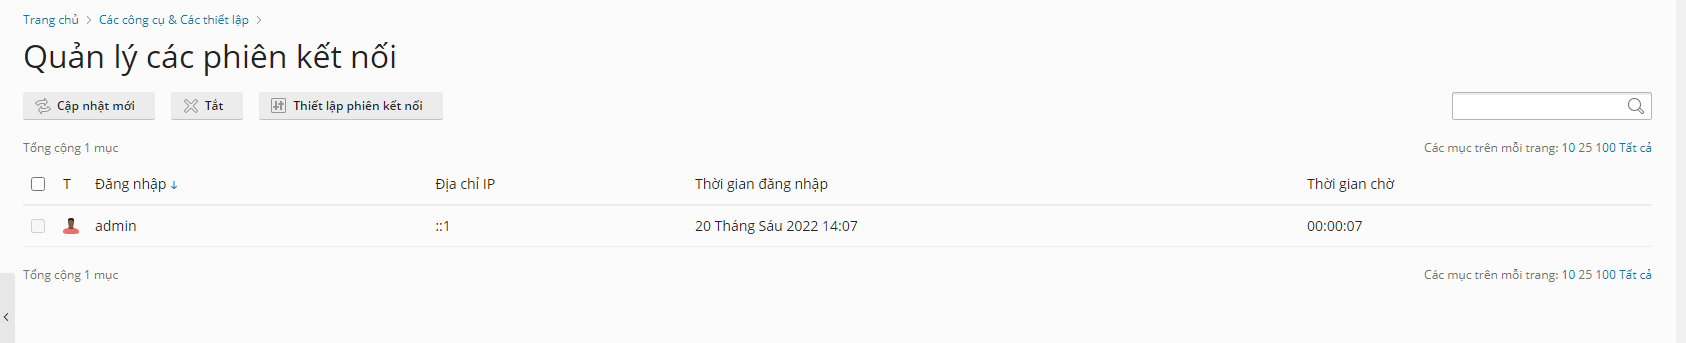 Trang chủ > Các công cụ & Các thiết lập >
Quản lý các phiên kết nối
Cập nhật mới Tắt Thiết lập phiên kết nối
Tổng cộng 1 mục Các mục trên mỗi trang: 10 25 100 Tất cả
T Đăng nhập ↓ Địa chỉ IP Thời gian đăng nhập Thời gian chờ
admin ::1 20 Tháng Sáu 2022 14:07 00:00:07
Tổng cộng 1 mục Các mục trên mỗi trang: 10 25 100 Tất cả